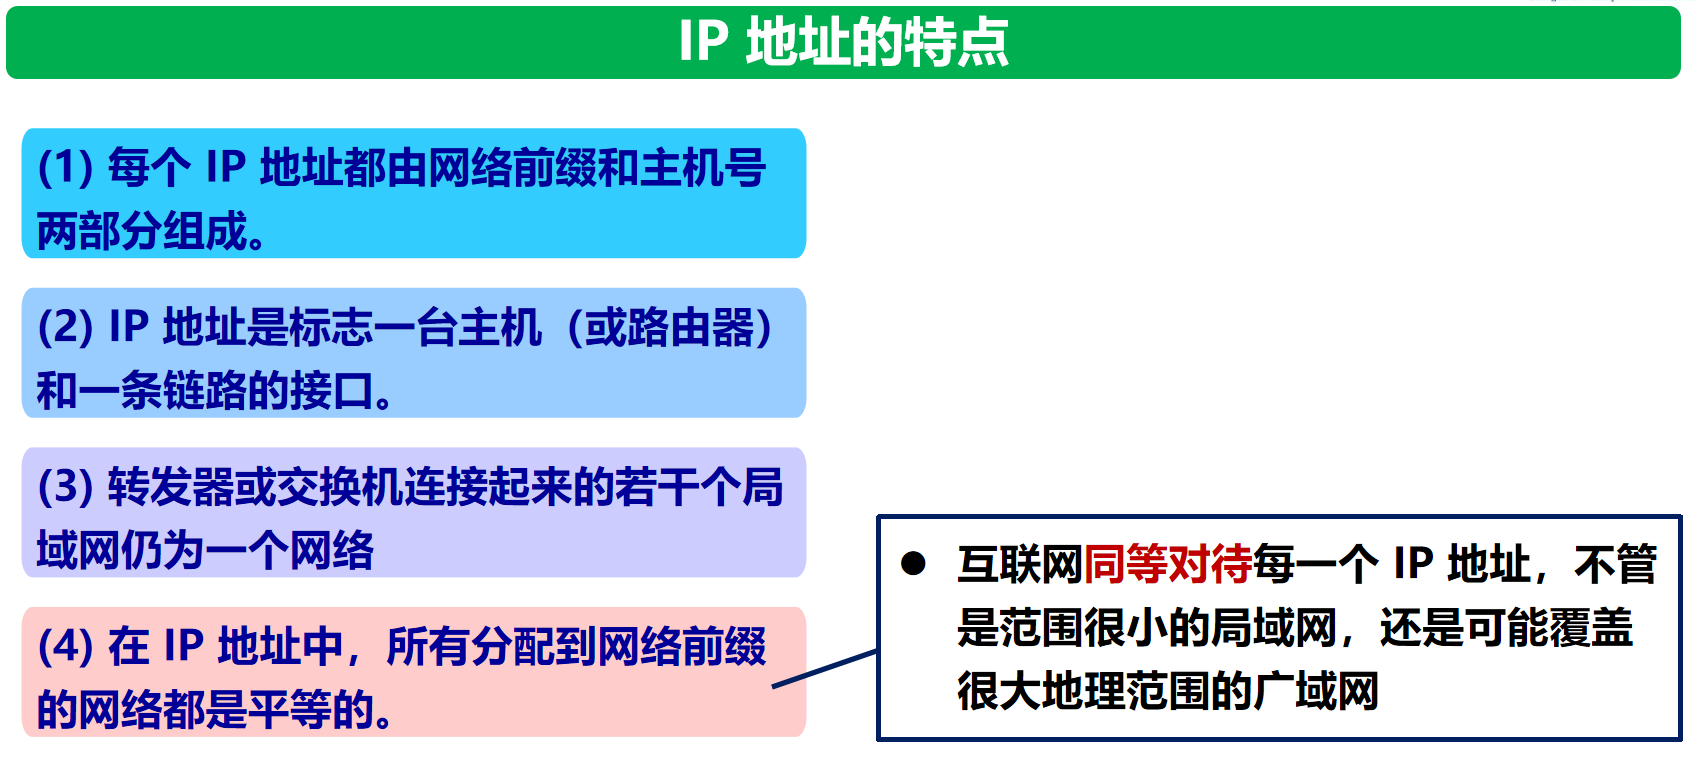 IP 地址的特点
(1) 每个 IP 地址都由网络前缀和主机号
两部分组成。
(2) IP 地址是标志一台主机（或路由器）
和一条链路的接口。
(3) 转发器或交换机连接起来的若干个局
域网仍为一个网络
(4) 在 IP 地址中，所有分配到网络前缀
的网络都是平等的。
● 互联网同等对待每一个 IP 地址，不管
是范围很小的局域网，还是可能覆盖
很大地理范围的广域网